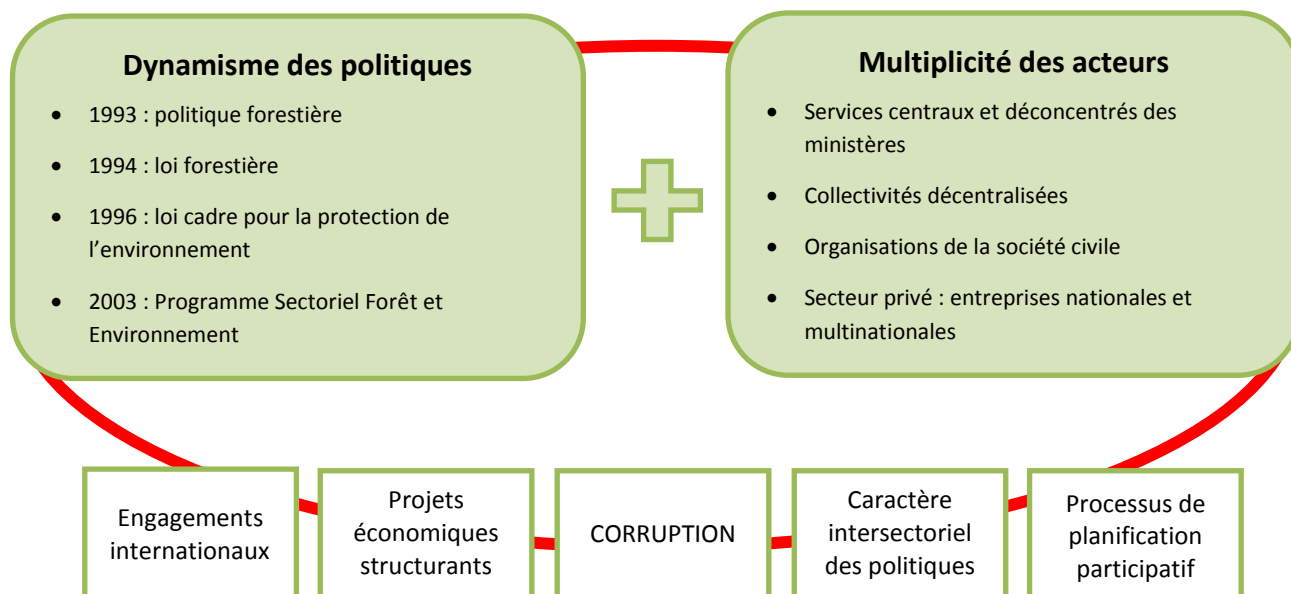 Dynamisme des politiques
• 1993 : politique forestière
• 1994 : loi forestière
• 1996 : loi cadre pour la protection de
l’environnement
• 2003 : Programme Sectoriel Forêt et
Environnement
Multiplicité des acteurs
• Services centraux et déconcentrés des
ministères
• Collectivités décentralisées
• Organisations de la société civile
• Secteur privé : entreprises nationales et
multinationales
Engagements
internationaux
Projets
économiques
structurants
CORRUPTION
Caractère
intersectoriel
des politiques
Processus de
planification
participatif